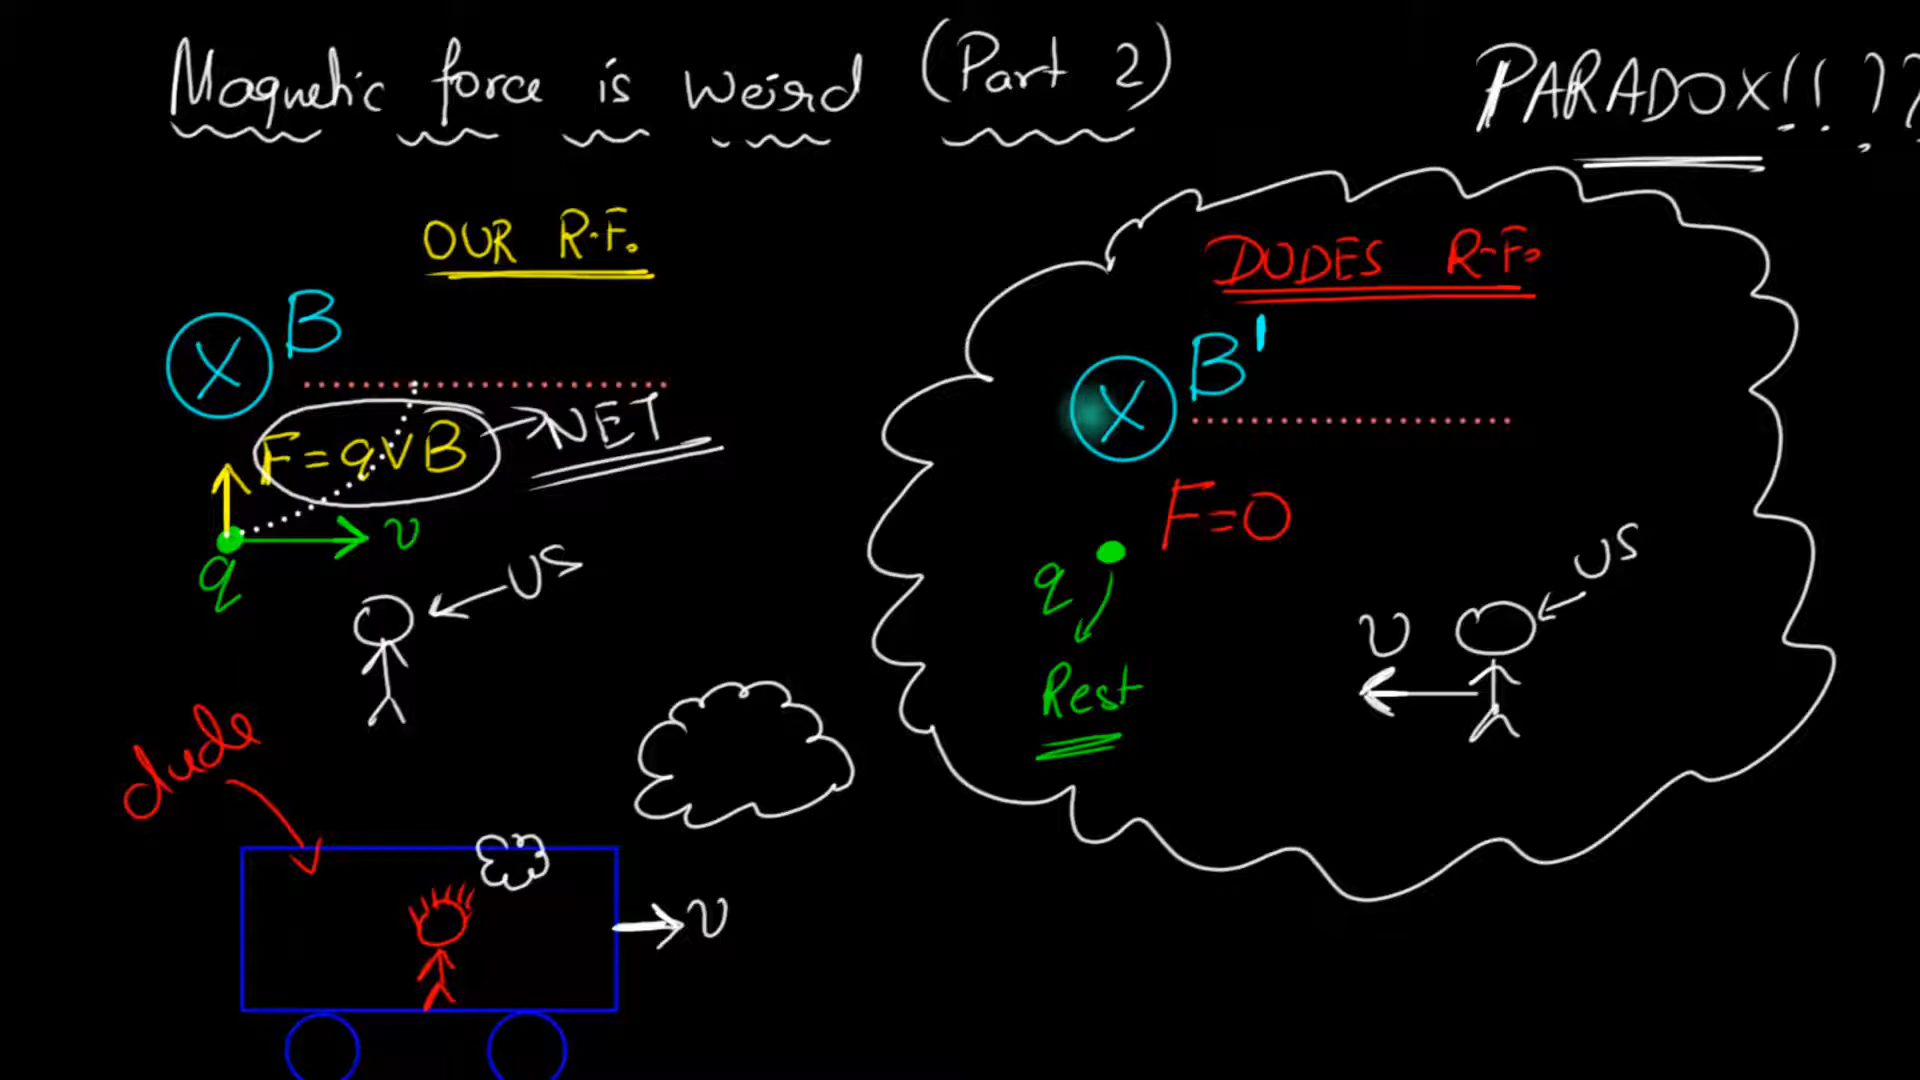 Magnetic force is weird (Part 2)
PARADOX!! ??
OUR R.F.
X B
F=qvB → NET
v
q
US
dude
v
DUDES R.F.
X B'
F=0
q
Rest
US
v